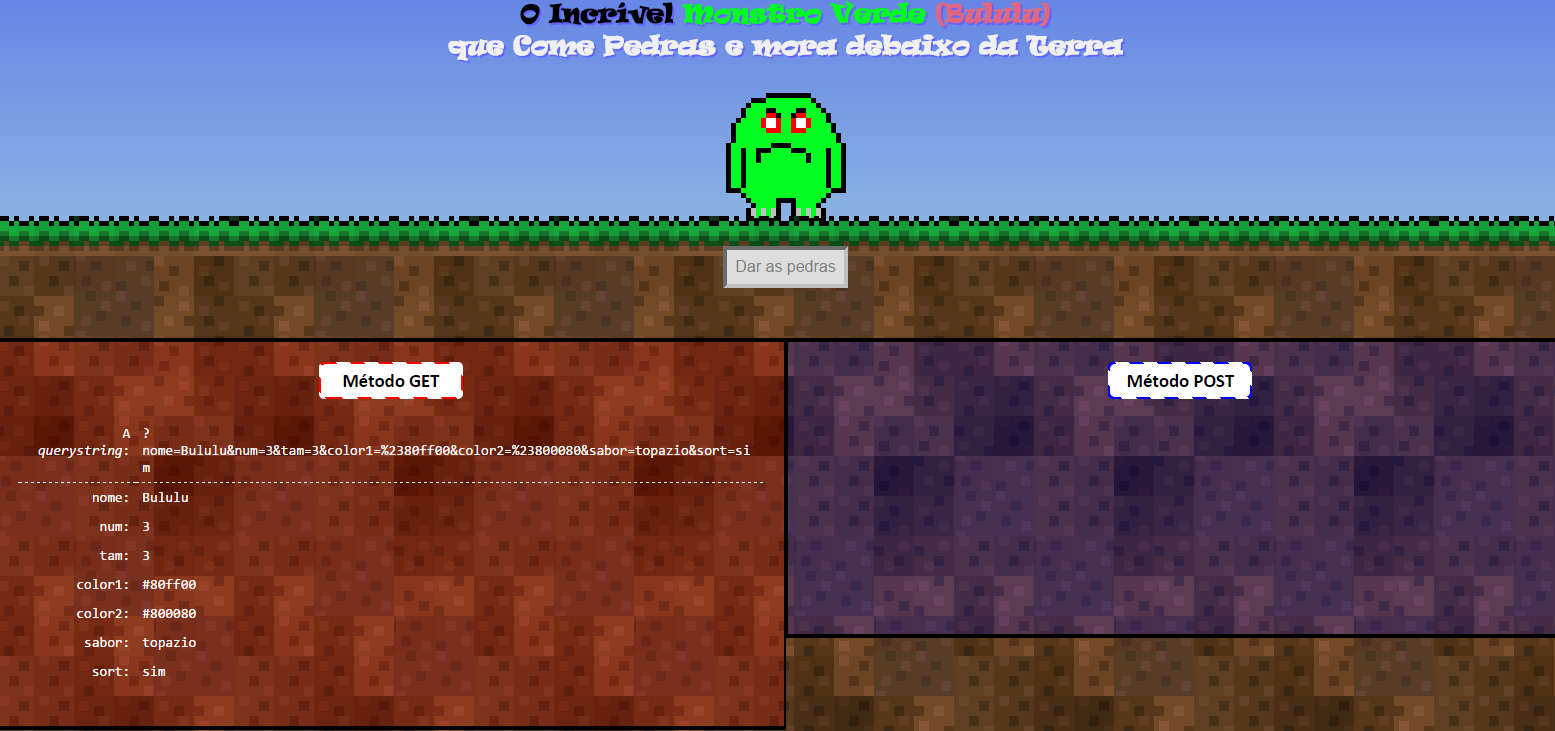 O Incrível Monstro Verde (Bululu)
que Come Pedras e mora debaixo da Terra
Dar as pedras
Método GET
Método POST
A ?
querystring: nome=Bululu&num=3&tam=3&color1=%2380ff00&color2=%23800080&sabor=topazio&sort=si
m
nome: Bululu
num: 3
tam: 3
color1: #80ff00
color2: #800080
sabor: topazio
sort: sim